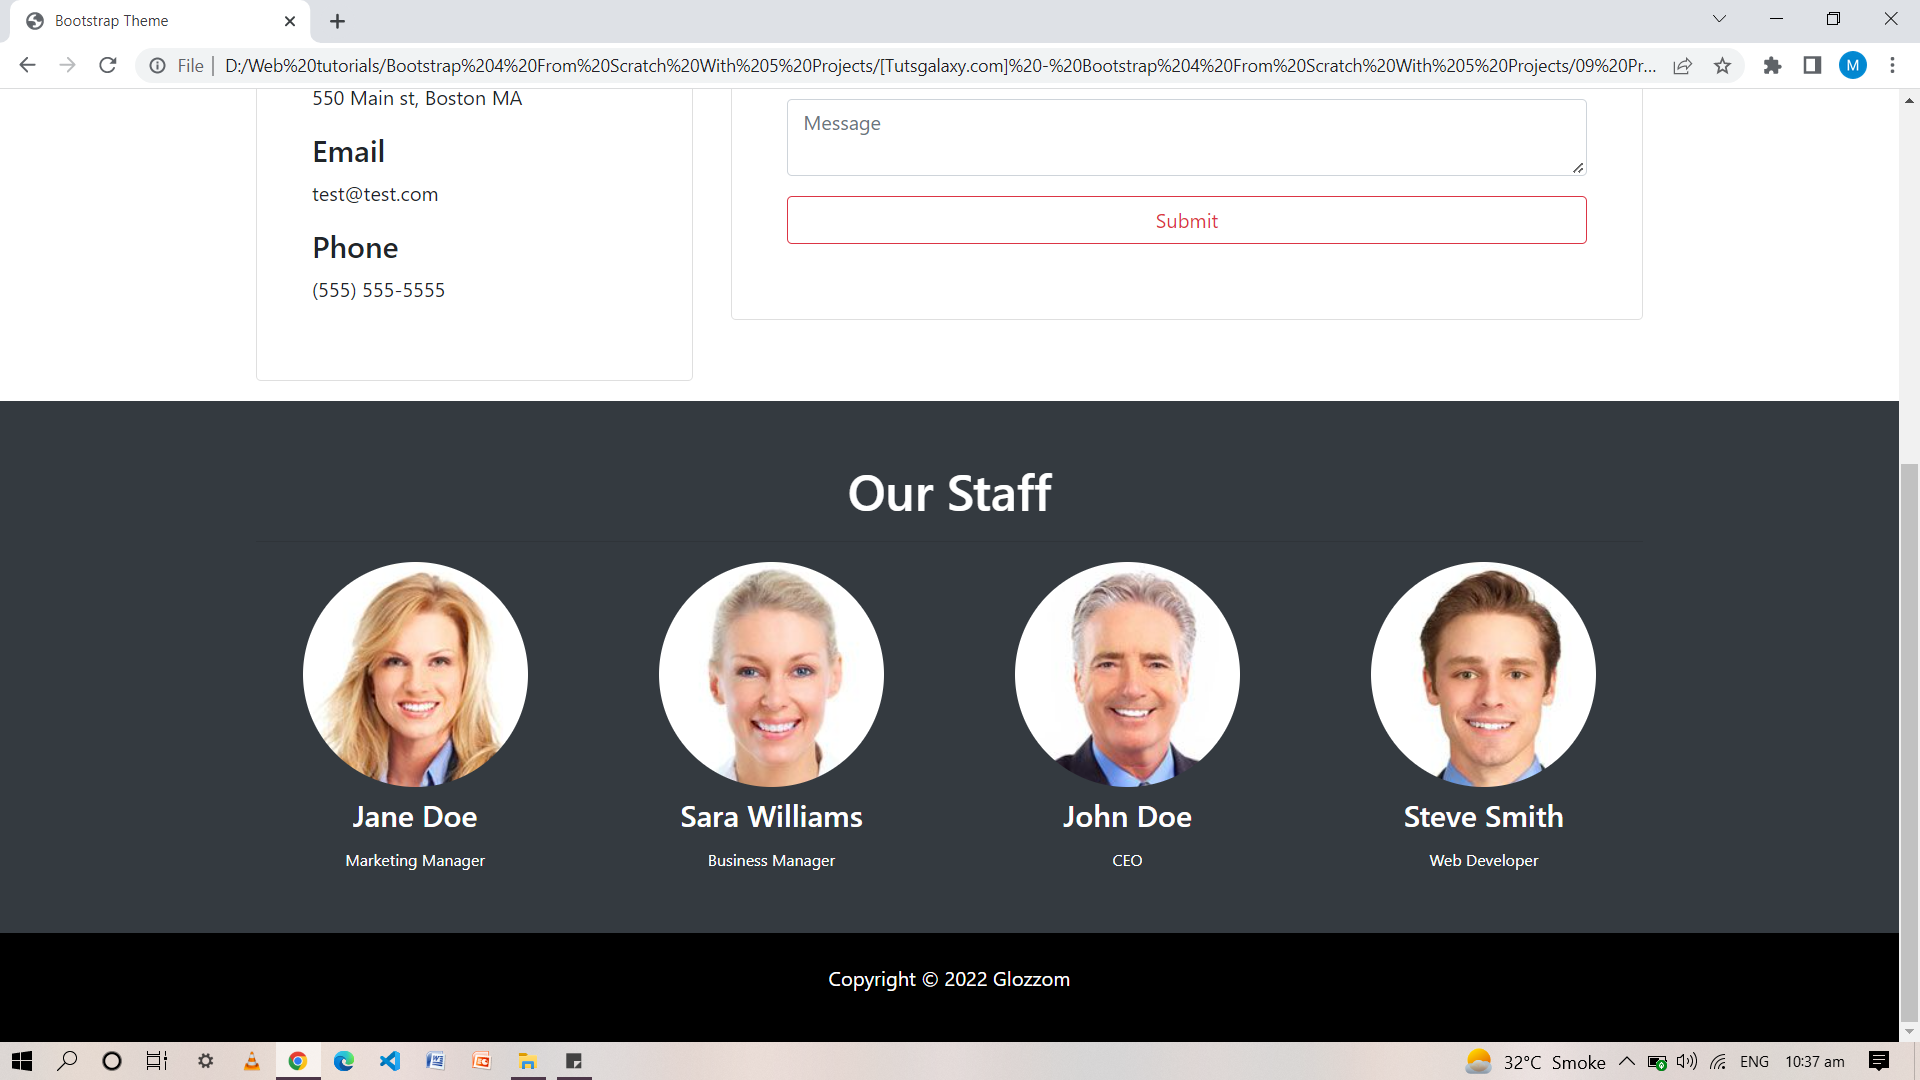 Bootstrap Theme
File | D:/Web%20tutorials/Bootstrap%204%20From%20Scratch%20With%205%20Projects/[Tutsgalaxy.com]%20-%20Bootstrap%204%20From%20Scratch%20With%205%20Projects/09%20Pr...
M
550 Main st, Boston MA
Email
test@test.com
Phone
(555) 555-5555
Message
Submit
Our Staff
Jane Doe
Marketing Manager
Sara Williams
Business Manager
John Doe
CEO
Steve Smith
Web Developer
Copyright © 2022 Glozzom
32°C Smoke
ENG
10:37 am